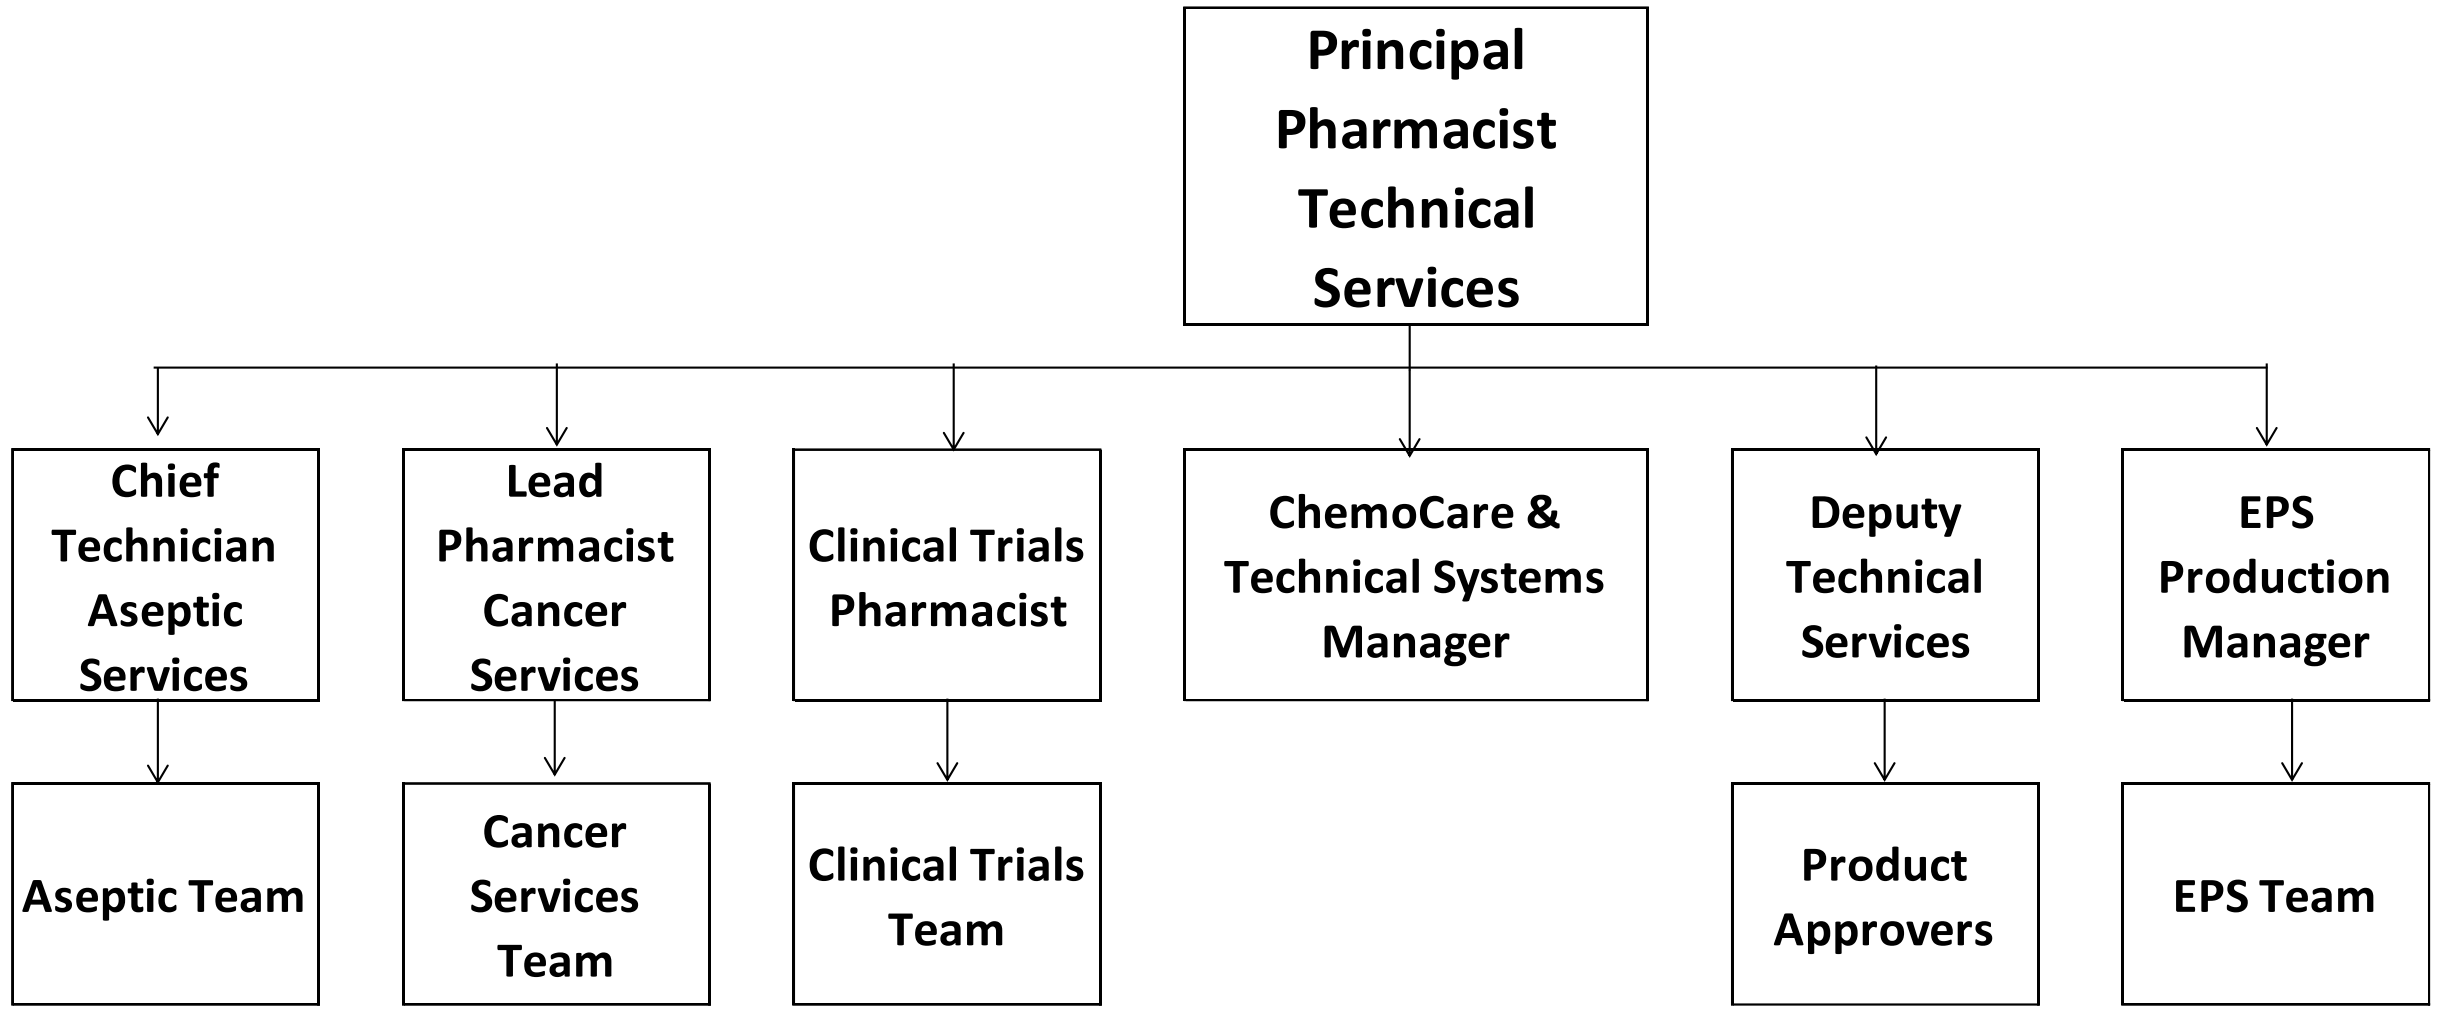 Principal
Pharmacist
Technical
Services
Chief
Technician
Aseptic
Services
Lead
Pharmacist
Cancer
Services
Clinical Trials
Pharmacist
ChemoCare &
Technical Systems
Manager
Deputy
Technical
Services
EPS
Production
Manager
Aseptic Team
Cancer
Services
Team
Clinical Trials
Team
Product
Approvers
EPS Team